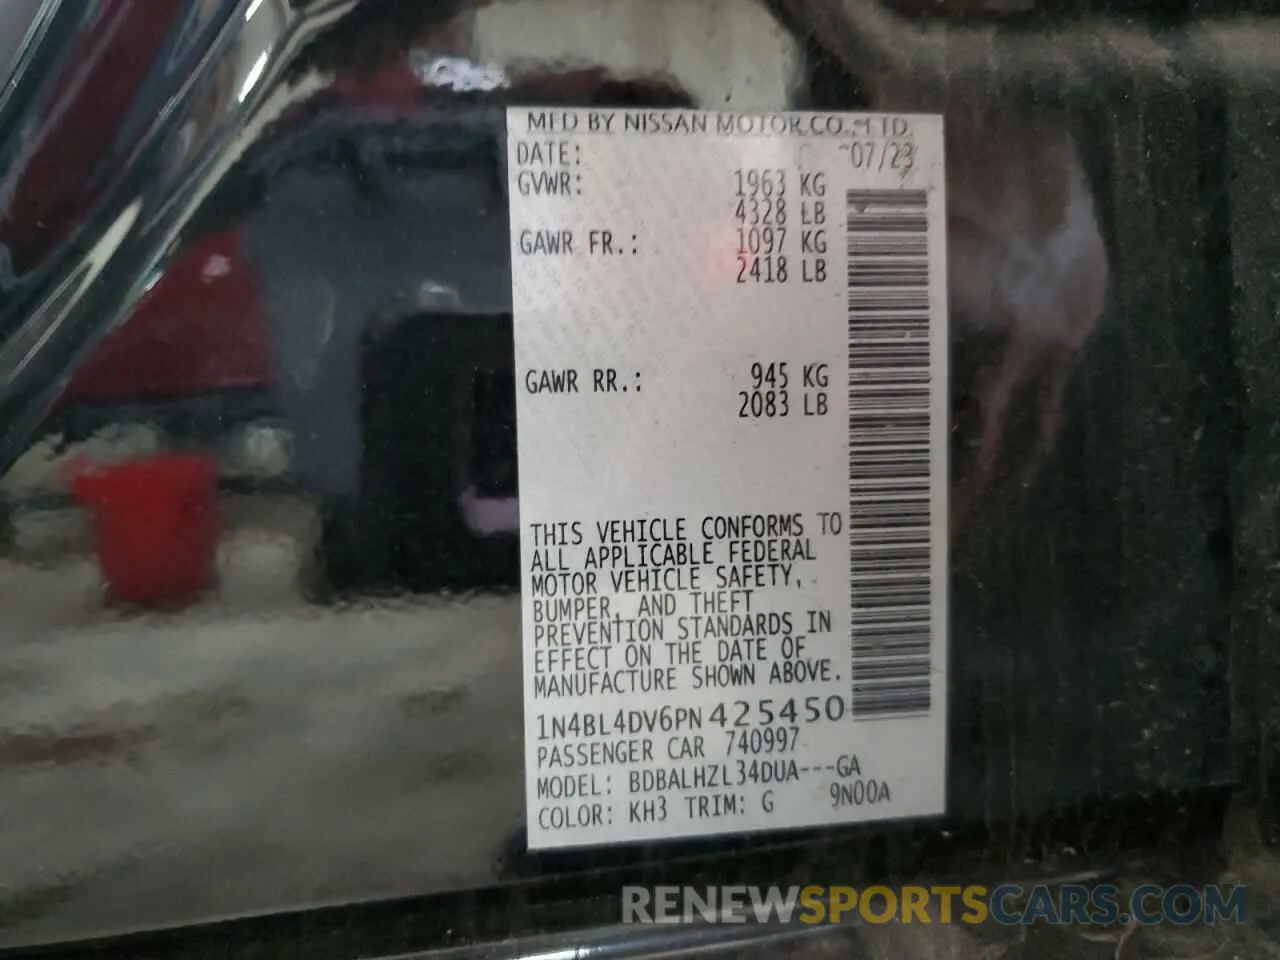 MFD BY NISSAN MOTOR CO., LTD.
DATE: 07/23
GVWR: 1963 KG
4328 LB
GAWR FR.: 1097 KG
2418 LB
GAWR RR.: 945 KG
2083 LB
THIS VEHICLE CONFORMS TO
ALL APPLICABLE FEDERAL
MOTOR VEHICLE SAFETY,
BUMPER, AND THEFT
PREVENTION STANDARDS IN
EFFECT ON THE DATE OF
MANUFACTURE SHOWN ABOVE.
1N4BL4DV6PN425450
PASSENGER CAR 740997
MODEL: BDBALHZL34DUA---GA
COLOR: KH3 TRIM: G 9N00A
RENEWSPORTSCARS.COM